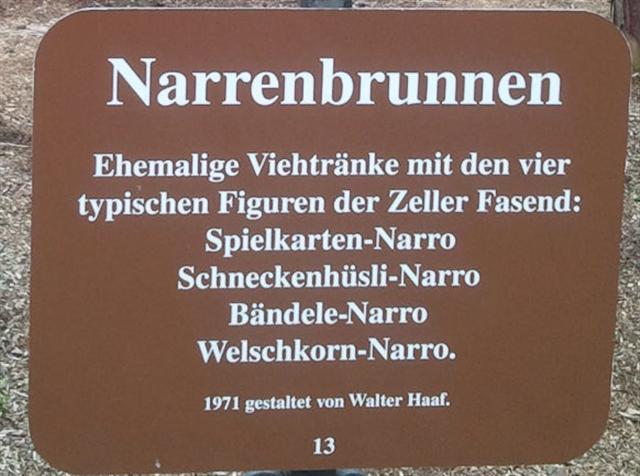 Narrenbrunnen
Ehemalige Viehtränke mit den vier
typischen Figuren der Zeller Fasend:
Spielkarten-Narro
Schneckenhüsli-Narro
Bändele-Narro
Welschkorn-Narro.
1971 gestaltet von Walter Haaf.
13